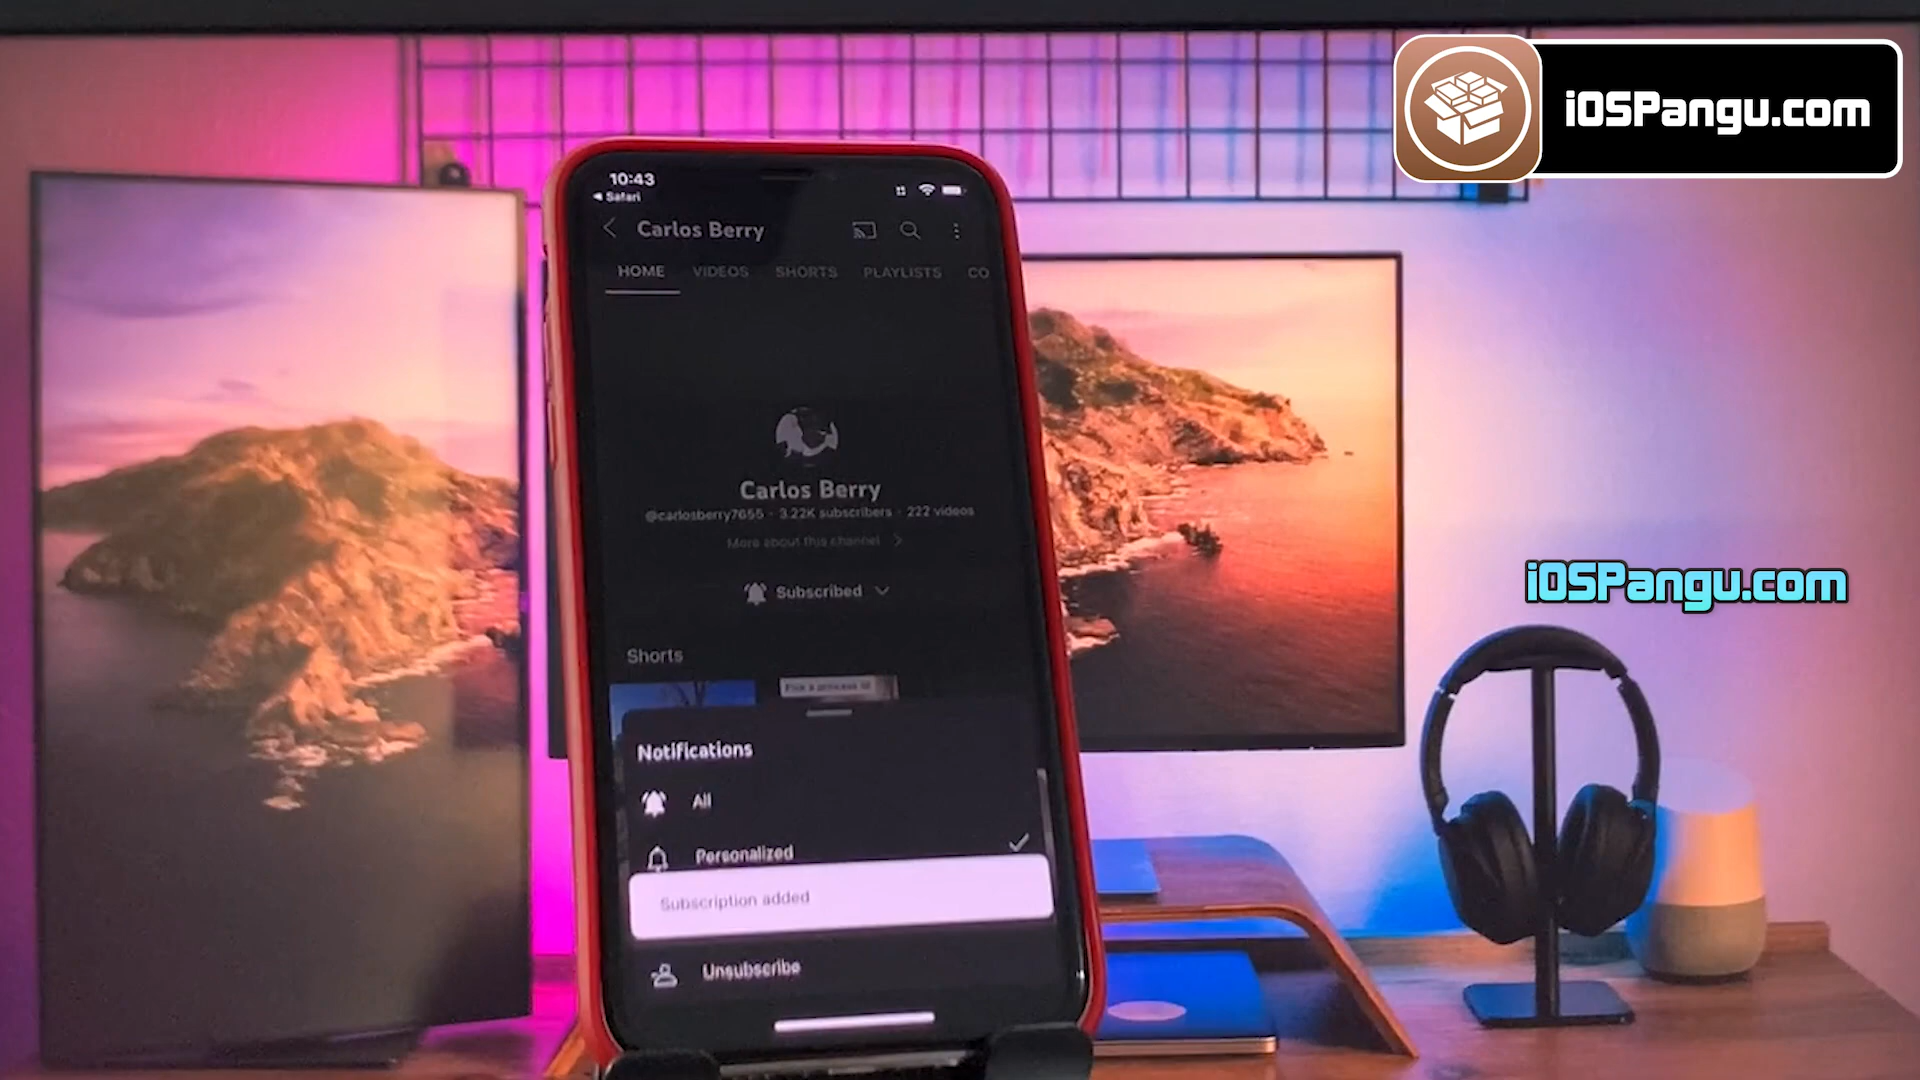 iOSPangu.com
10:43
Safari
Carlos Berry
HOME VIDEOS SHORTS PLAYLISTS CO
Carlos Berry
@carlosberry7655 · 3.22K subscribers · 222 videos
More about this channel
Subscribed
iOSPangu.com
Shorts
Notifications
All
Personalized
Subscription added
Unsubscribe